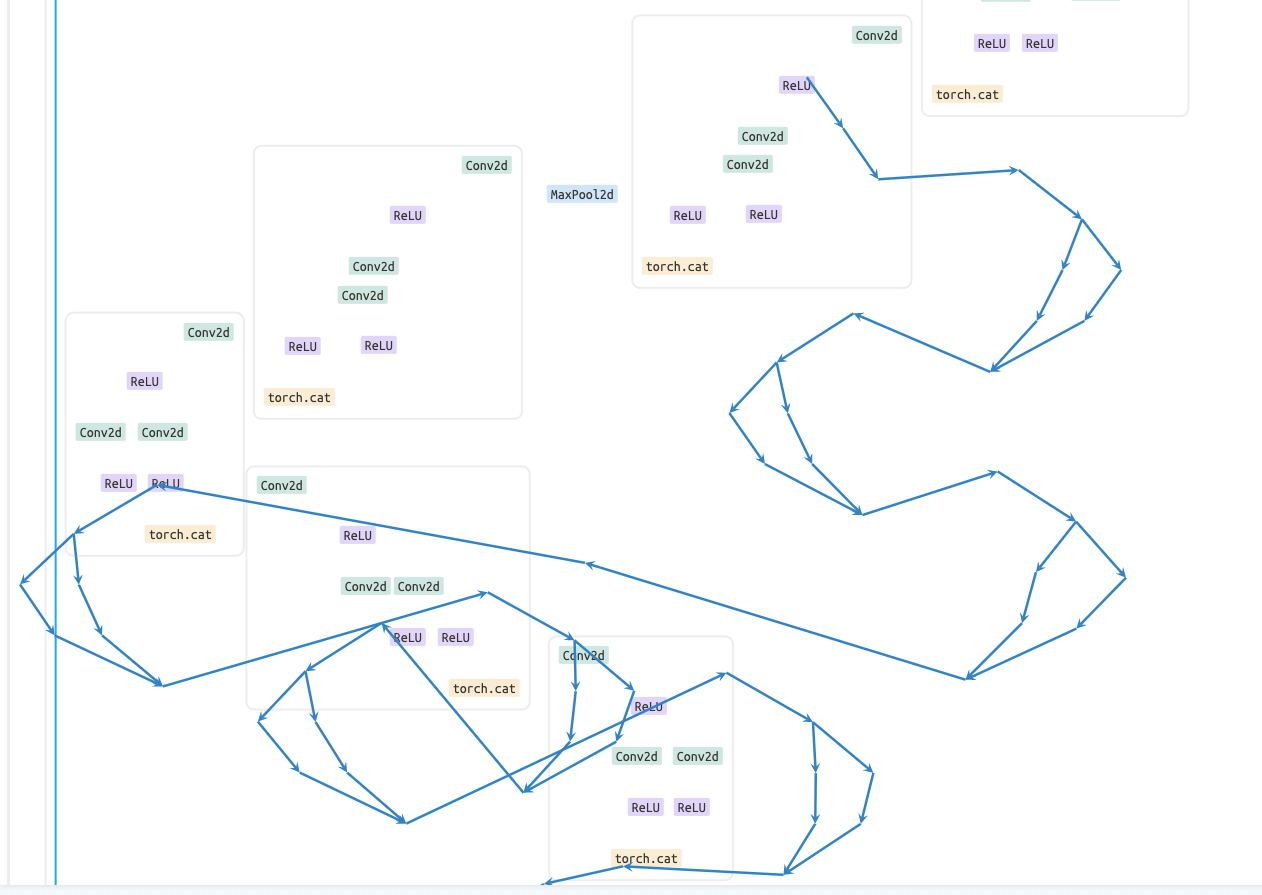 Conv2d
ReLU ReLU
ReLU
torch.cat
Conv2d
Conv2d
Conv2d
MaxPool2d
ReLU ReLU
ReLU
torch.cat
Conv2d
Conv2d
Conv2d
ReLU
ReLU ReLU
torch.cat
Conv2d Conv2d
ReLU ReLU
Conv2d
torch.cat
ReLU
Conv2d Conv2d
ReLU ReLU
Conv2d
torch.cat
ReLU
Conv2d Conv2d
ReLU ReLU
torch.cat